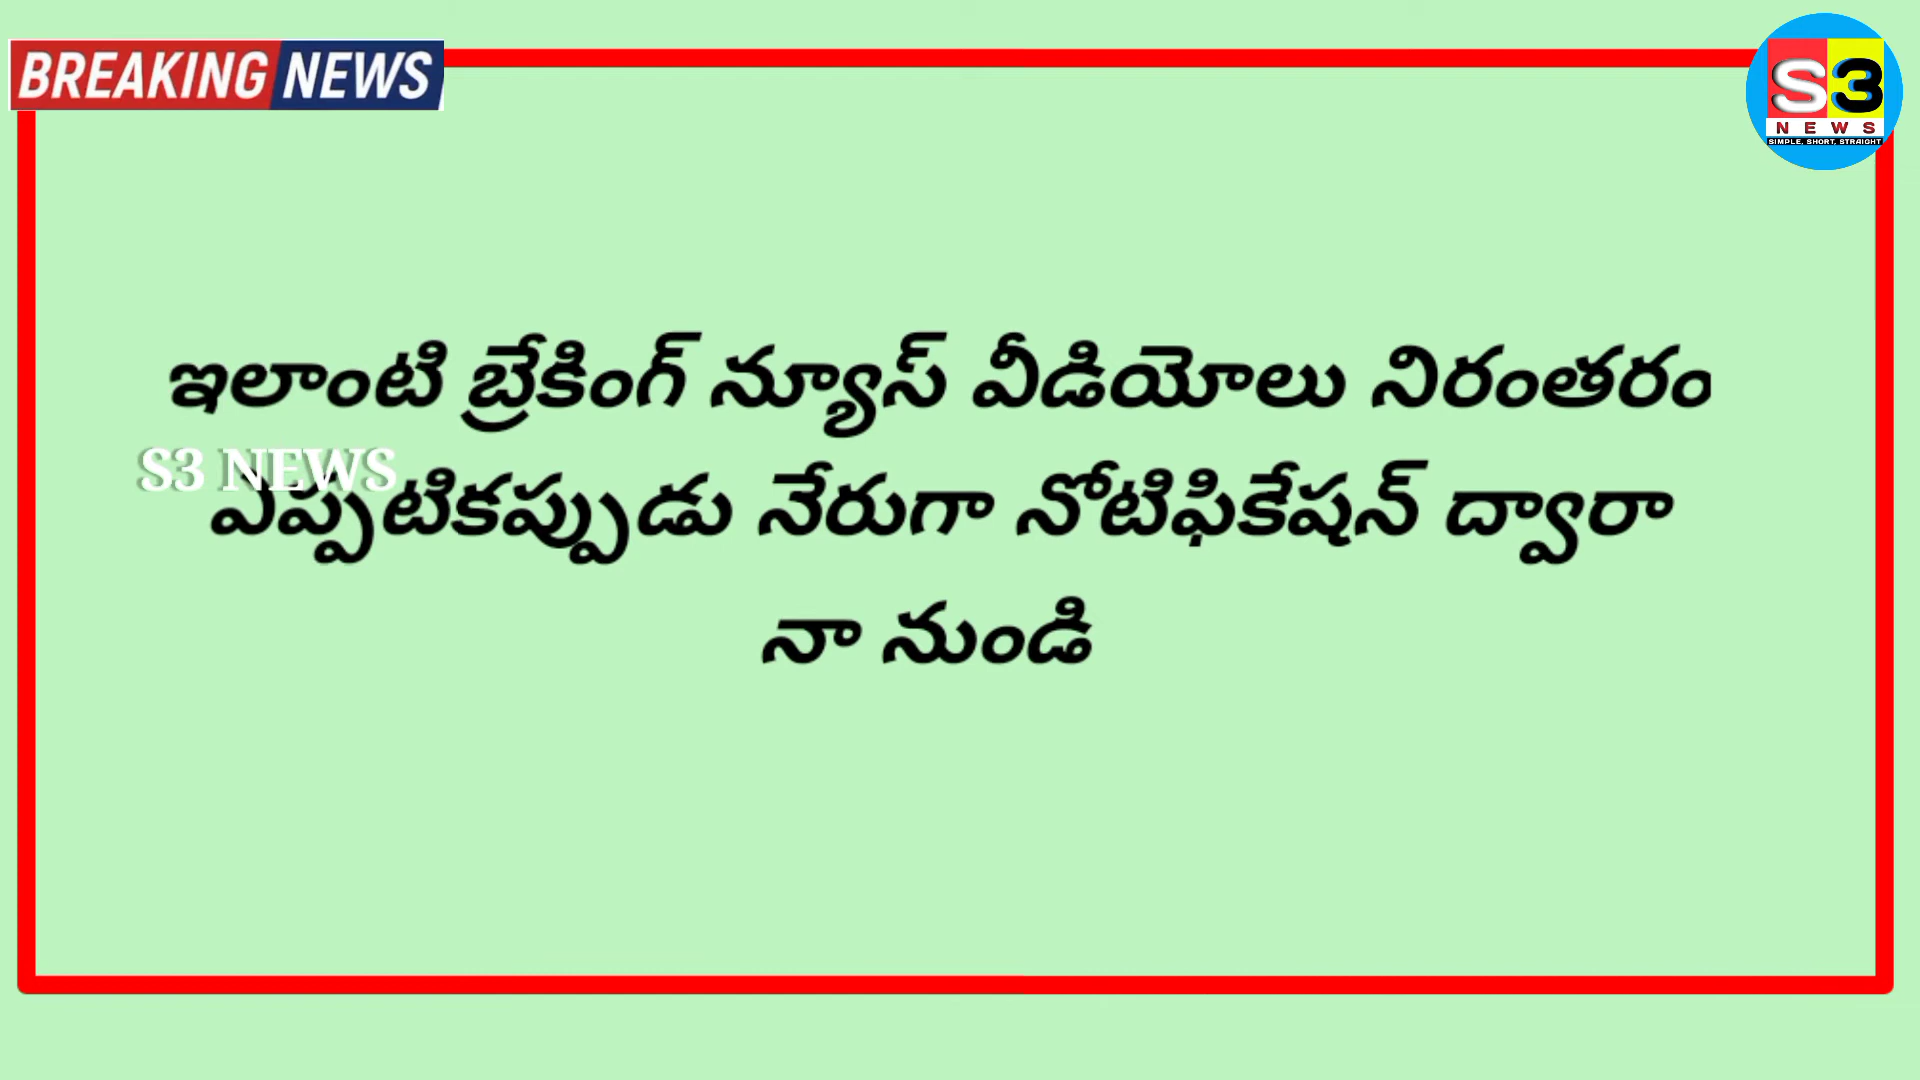 BREAKING NEWS
S3
NEWS
SIMPLE, SHORT, STRAIGHT
ఇలాంటి బ్రేకింగ్ న్యూస్ వీడియోలు నిరంతరం
S3 NEWS
ఎప్పటికప్పుడు నేరుగా నోటిఫికేషన్ ద్వారా
నా నుండి